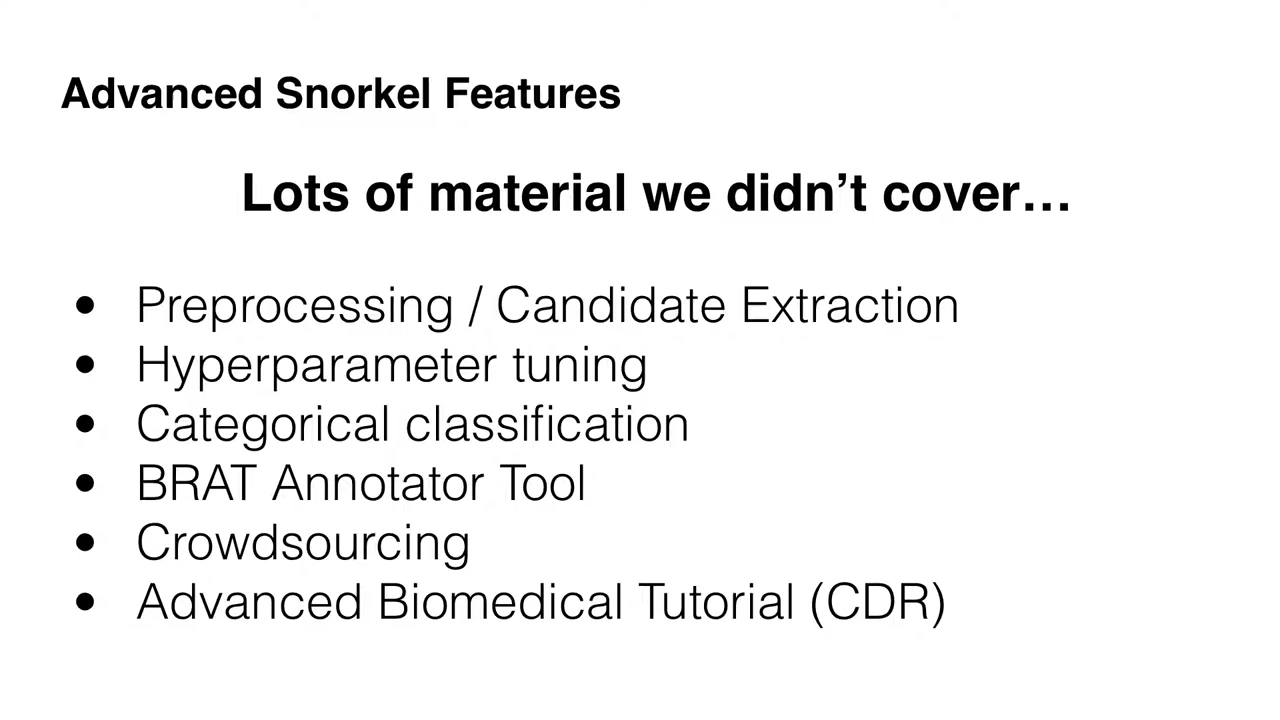 Advanced Snorkel Features
Lots of material we didn’t cover…
• Preprocessing / Candidate Extraction
• Hyperparameter tuning
• Categorical classification
• BRAT Annotator Tool
• Crowdsourcing
• Advanced Biomedical Tutorial (CDR)